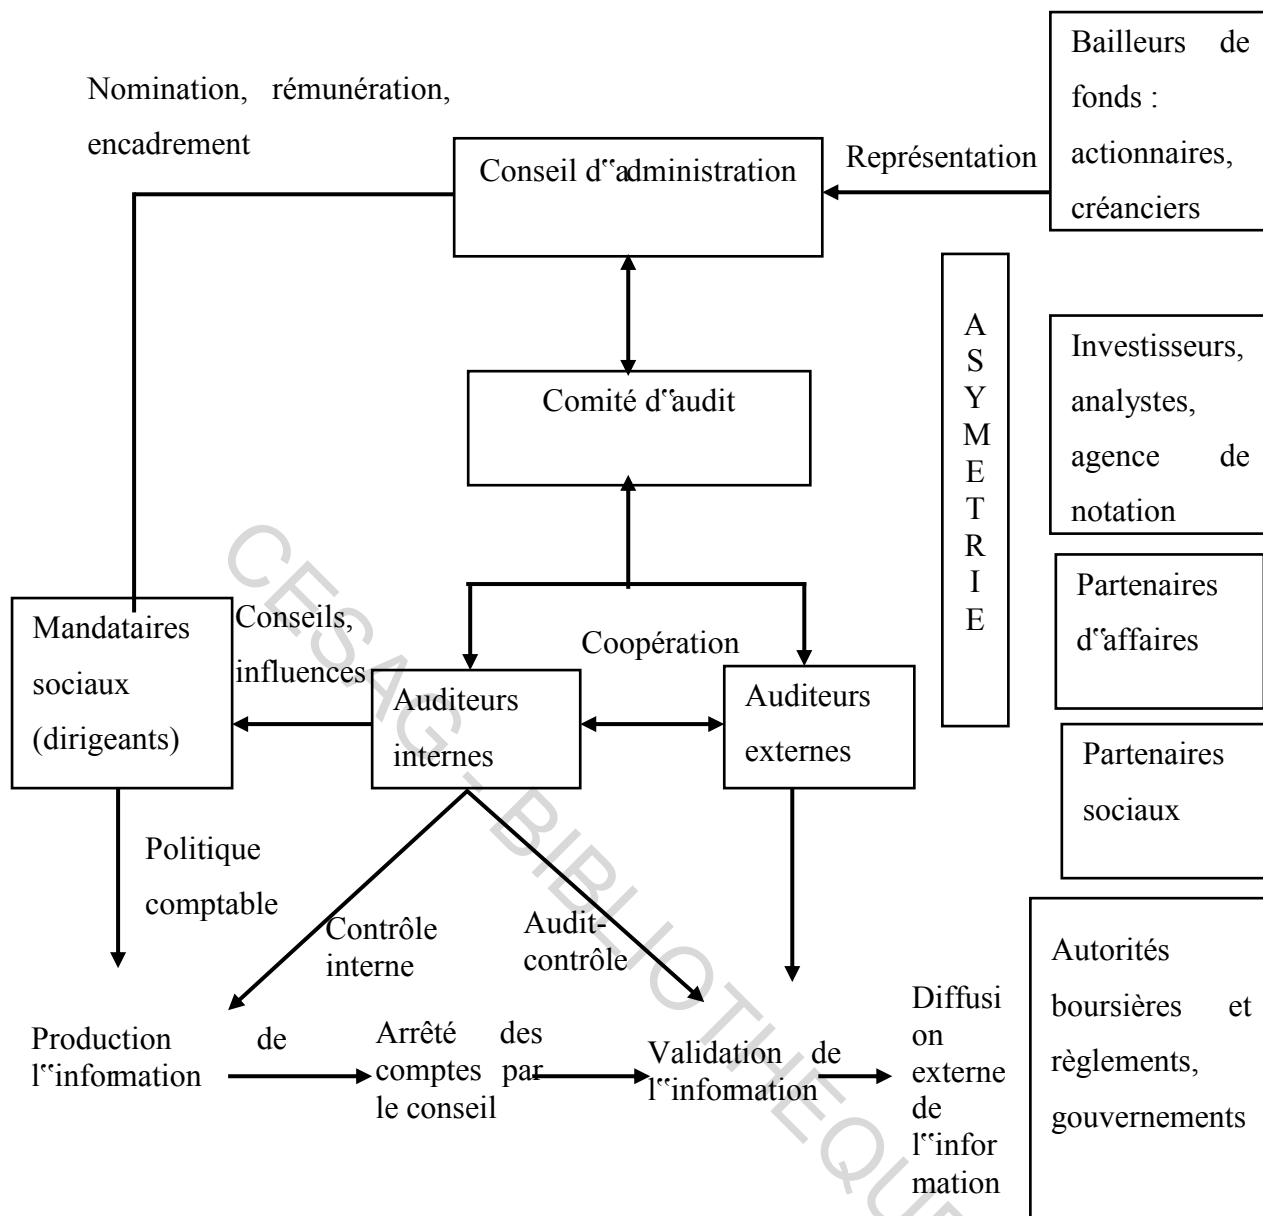 Nomination, rémunération,
encadrement
Conseil d‟administration
Représentation
Bailleurs de
fonds :
actionnaires,
créanciers
Comité d‟audit
A
S
Y
M
E
T
R
I
E
Investisseurs,
analystes,
agence de
notation
Partenaires
d‟affaires
Partenaires
sociaux
Mandataires
sociaux
(dirigeants)
Conseils,
influences
Auditeurs
internes
Coopération
Auditeurs
externes
Politique
comptable
Contrôle
interne
Audit-
contrôle
Production de
l‟information
Arrêté des
comptes par
le conseil
Validation de
l‟information
Diffusi
on
externe
de
l‟infor
mation
Autorités
boursières et
règlements,
gouvernements
CESAG - BIBLIOTHEQUE